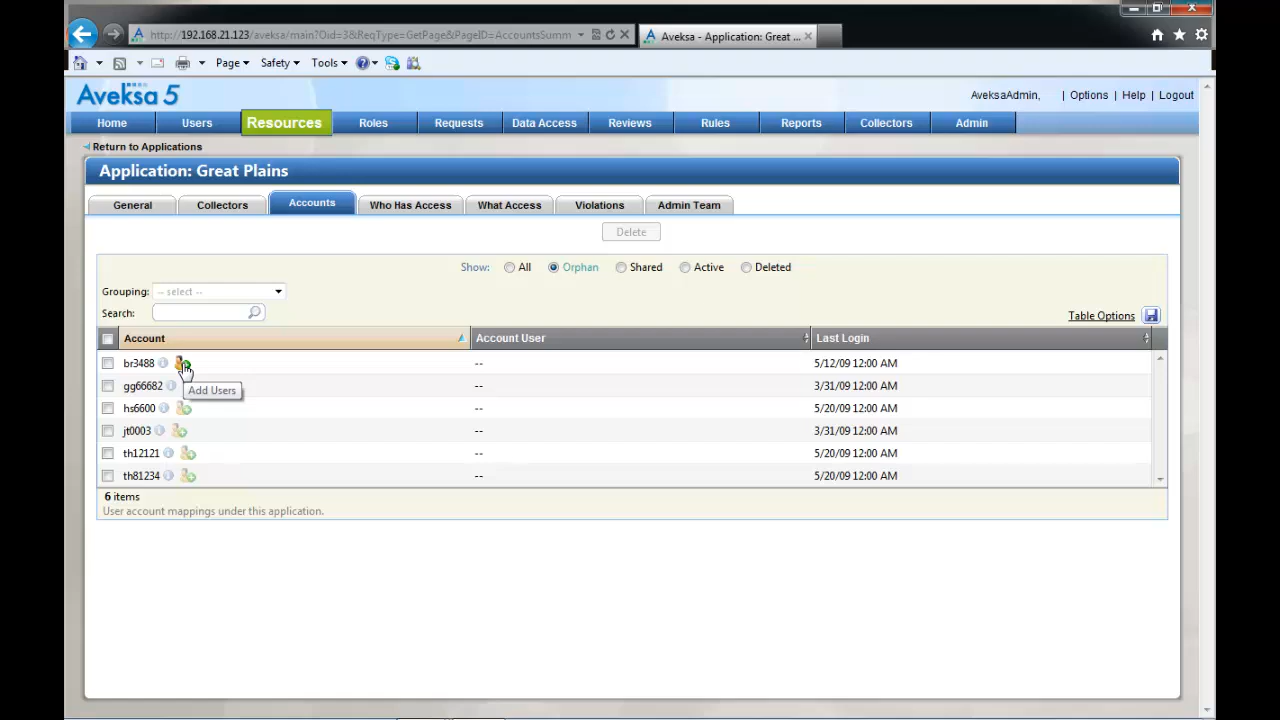 http://192.168.21.123/aveksa/main?Oid=3&ReqType=GetPage&PageID=AccountsSumm
Aveksa - Application: Great ...
Page Safety Tools
Aveksa 5
AveksaAdmin, | Options | Help | Logout
Home Users Resources Roles Requests Data Access Reviews Rules Reports Collectors Admin
Return to Applications
Application: Great Plains
General Collectors Accounts Who Has Access What Access Violations Admin Team
Delete
Show: All Orphan Shared Active Deleted
Grouping: -- select --
Search:
Table Options
Account Account User Last Login
br3488 -- 5/12/09 12:00 AM
Add Users
gg66682 3/31/09 12:00 AM
hs6600 -- 5/20/09 12:00 AM
jt0003 -- 3/31/09 12:00 AM
th12121 -- 5/20/09 12:00 AM
th81234 -- 5/20/09 12:00 AM
6 items
User account mappings under this application.